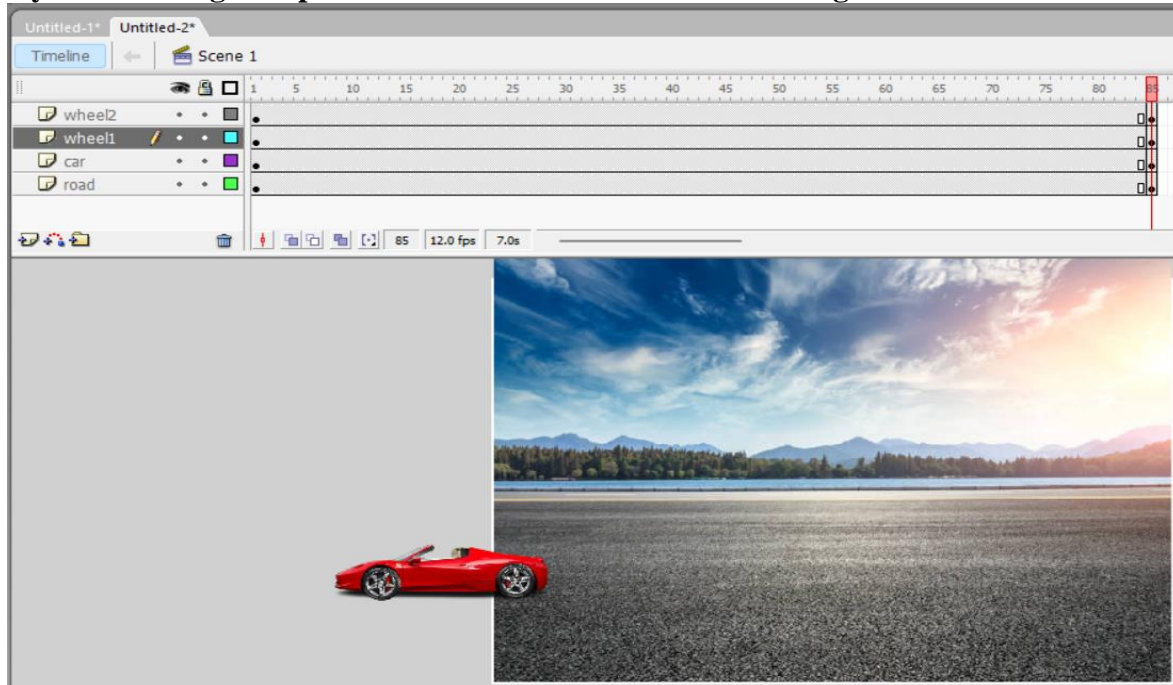 Untitled-1* Untitled-2*
Timeline Scene 1
1 5 10 15 20 25 30 35 40 45 50 55 60 65 70 75 80 85
wheel2
wheel1
car
road
85 12.0 fps 7.0s